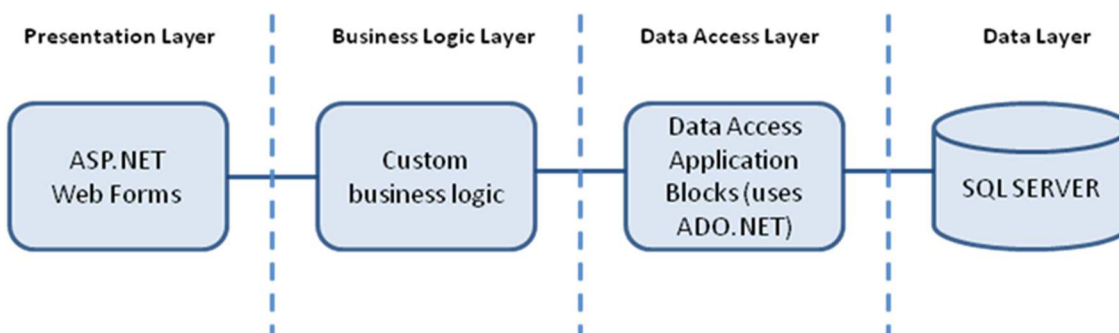 Presentation Layer
Business Logic Layer
Data Access Layer
Data Layer
ASP.NET
Web Forms
Custom
business logic
Data Access
Application
Blocks (uses
ADO.NET)
SQL SERVER